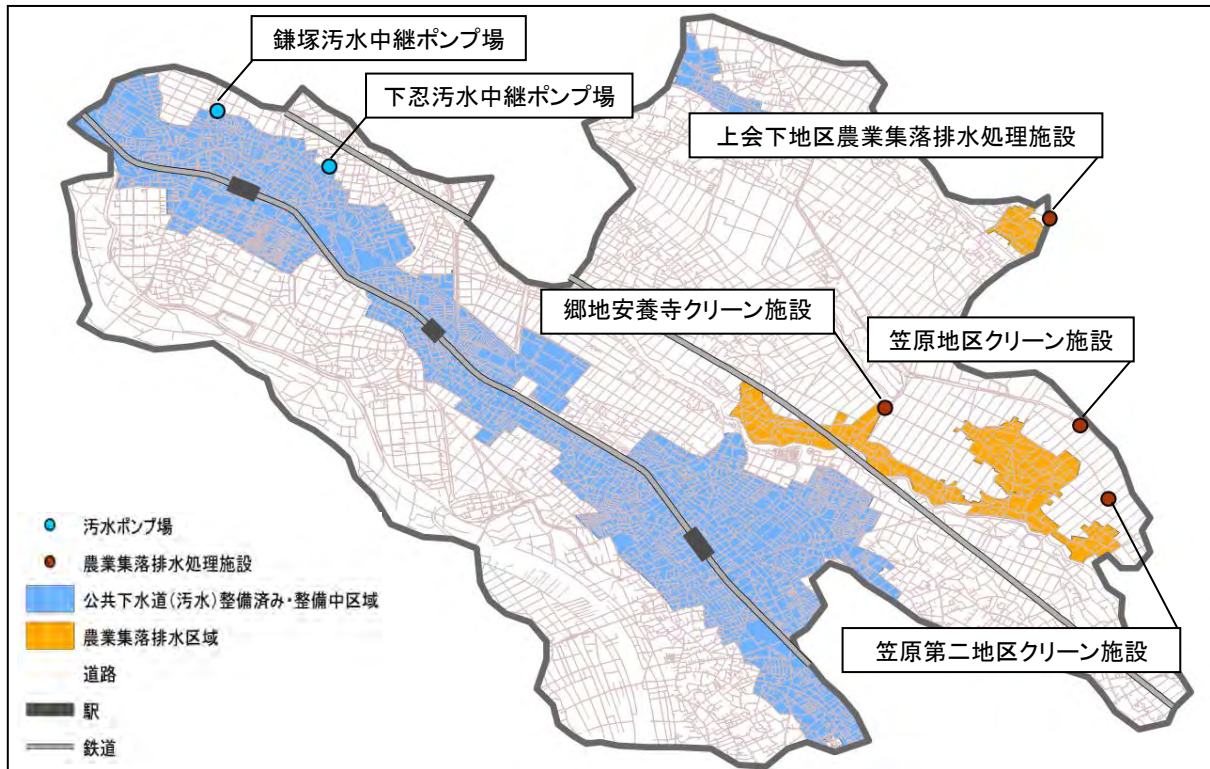 鎌塚汚水中継ポンプ場
下忍汚水中継ポンプ場
上会下地区農業集落排水処理施設
郷地安養寺クリーン施設
笠原地区クリーン施設
笠原第二地区クリーン施設
汚水ポンプ場
農業集落排水処理施設
公共下水道(汚水)整備済み・整備中区域
農業集落排水区域
道路
駅
鉄道